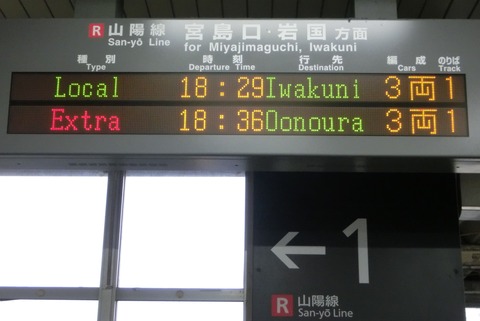 R 山陽線 宮島口・岩国 方面
San-yō Line for Miyajimaguchi, Iwakuni
種別 時刻 行先 編成 のりば
Type Departure Time Destination Cars Track
Local 18:29 Iwakuni 3両 1
Extra 18:36 Oonoura 3両 1
← 1
R 山陽線
San-yō Line